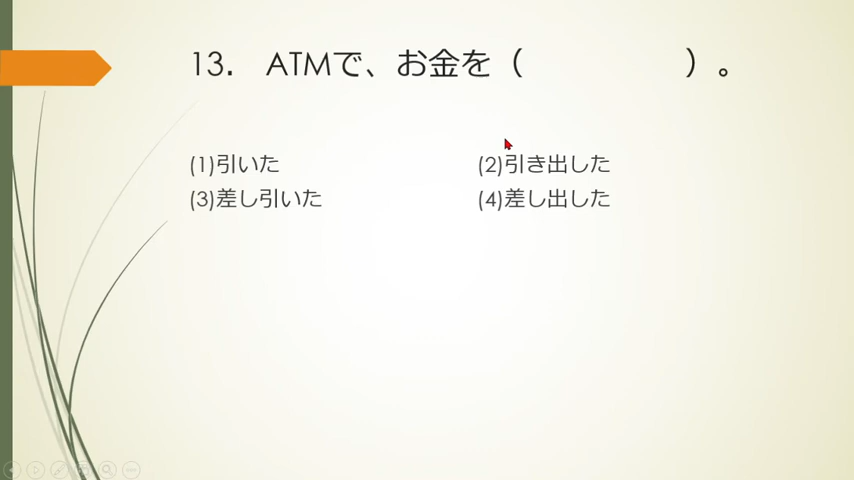 13. ATMで、お金を（　　　　　）。
(1)引いた　(2)引き出した
(3)差し引いた　(4)差し出した